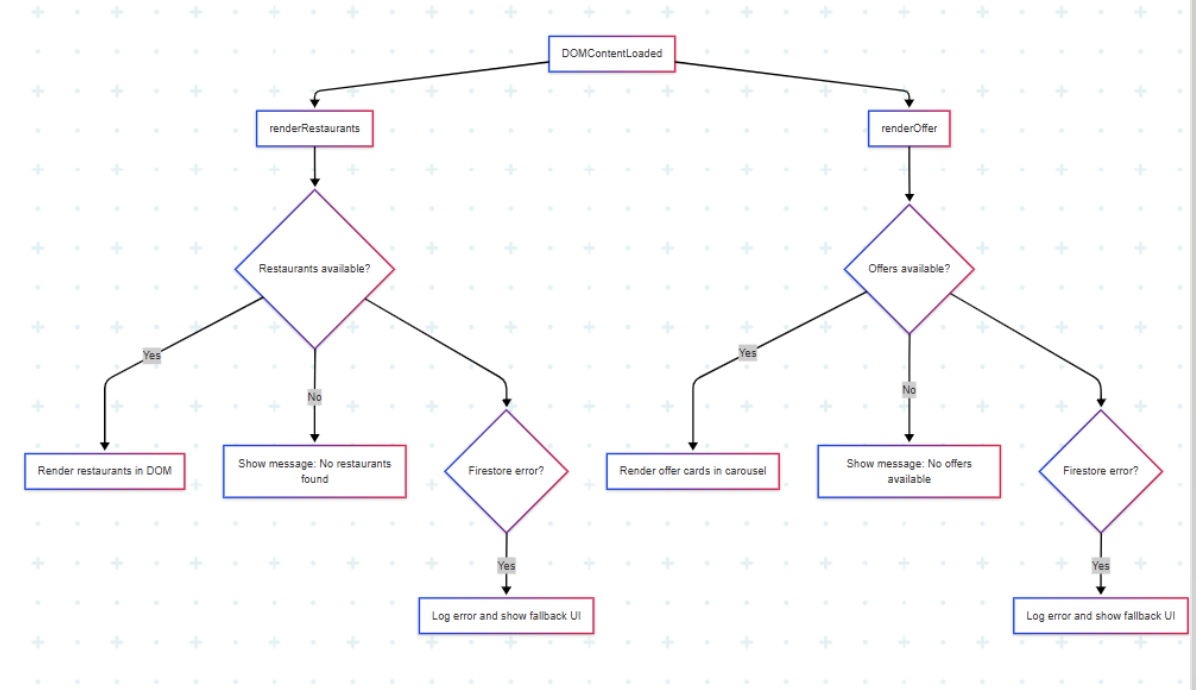 DOMContentLoaded
renderRestaurants
renderOffer
Restaurants available?
Offers available?
Yes
Yes
No
No
Render restaurants in DOM
Show message: No restaurants
found
Firestore error?
Render offer cards in carousel
Show message: No offers
available
Firestore error?
Yes
Yes
Log error and show fallback UI
Log error and show fallback UI